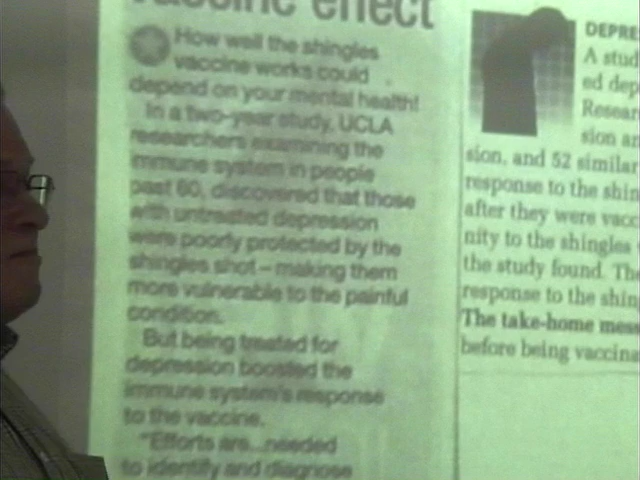 vaccine effect
How well the shingles
vaccine works could
depend on your mental health!
In a two-year study, UCLA
researchers examining the
immune system in people
past 60, discovered that those
with untreated depression
were poorly protected by the
shingles shot – making them
more vulnerable to the painful
condition.
But being treated for
depression boosted the
immune system's response
to the vaccine.
"Efforts are...needed
to identify and diagnose
DEPRE
A stud
ed dep
Resear
sion an
sion, and 52 similar
response to the shin
after they were vacc
nity to the shingles
the study found. Th
response to the shin
The take-home mess
before being vaccina